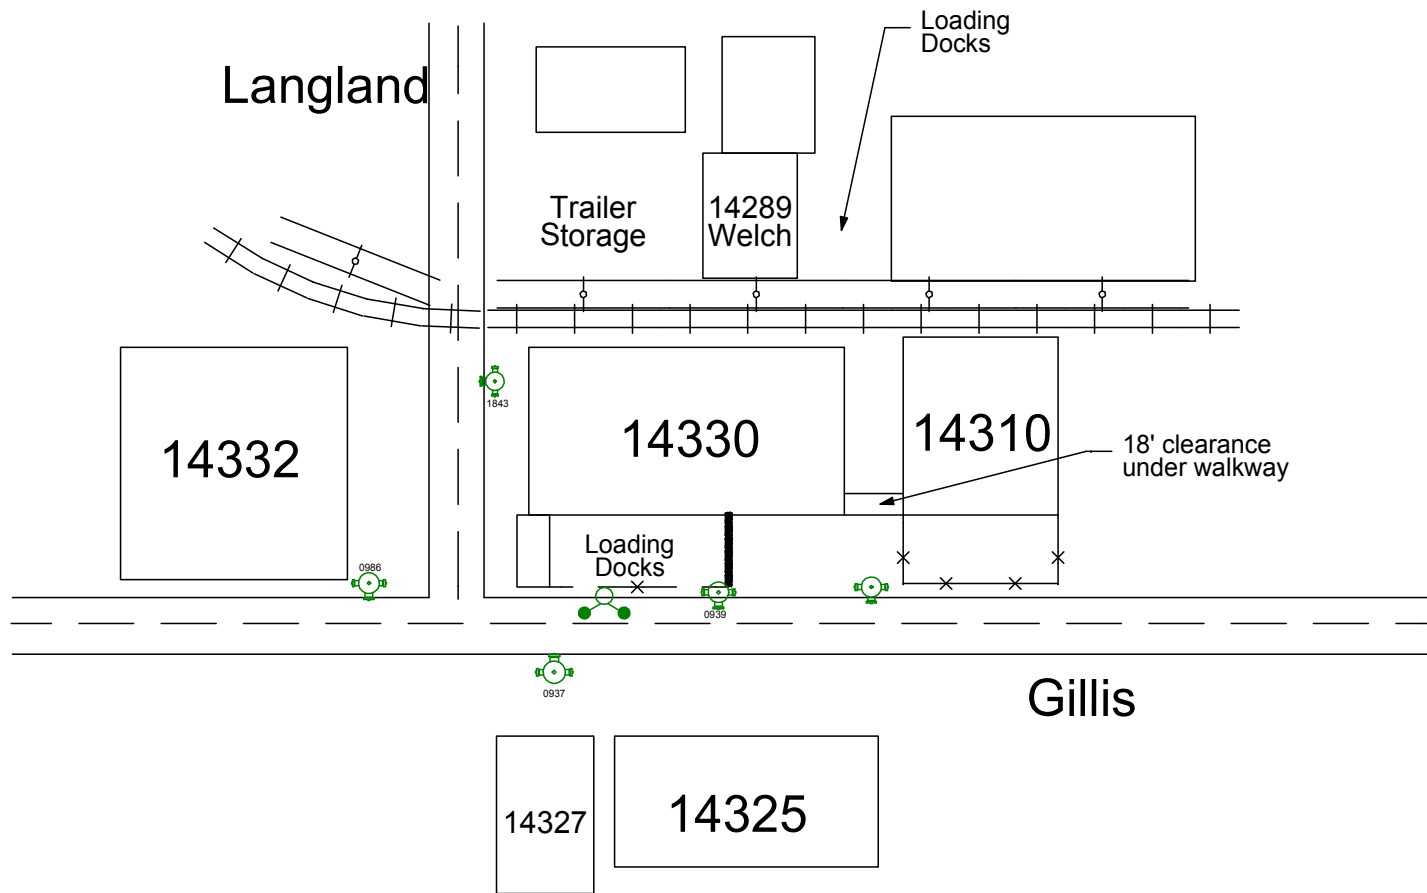 Loading
Docks
Langland
Trailer
Storage
14289
Welch
1843
14332
14330
14310
18' clearance
under walkway
Loading
Docks
0986
0939
0937
Gillis
14327
14325